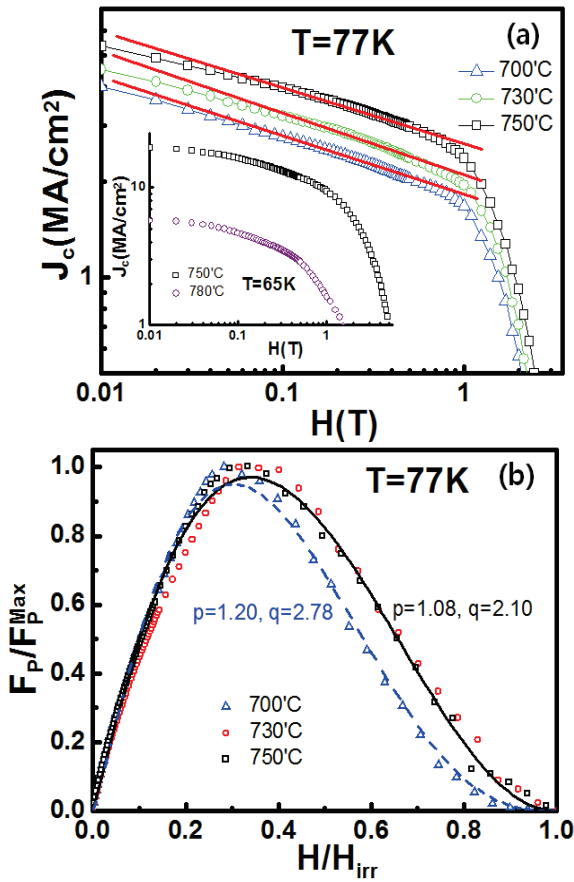 T=77K (a)
700'C
730'C
750'C
J_c(MA/cm²)
1
10
J_c(MA/cm²)
1
750'C
780'C
T=65K
0.01 0.1 1
H(T)
0.01 0.1 1
H(T)
T=77K (b)
1.0
0.8
0.6
0.4
0.2
0.0
F_P/F_P^Max
p=1.20, q=2.78
p=1.08, q=2.10
700'C
730'C
750'C
0.0 0.2 0.4 0.6 0.8 1.0
H/H_irr